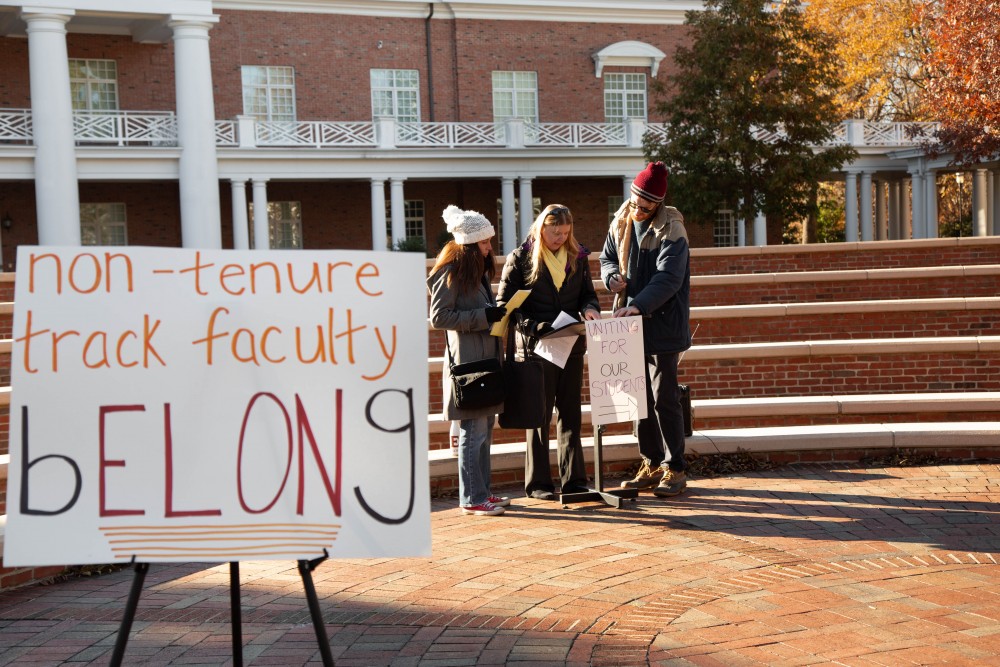 non-tenure
track faculty
bELONg
UNITING
FOR
OUR
STUDENTS